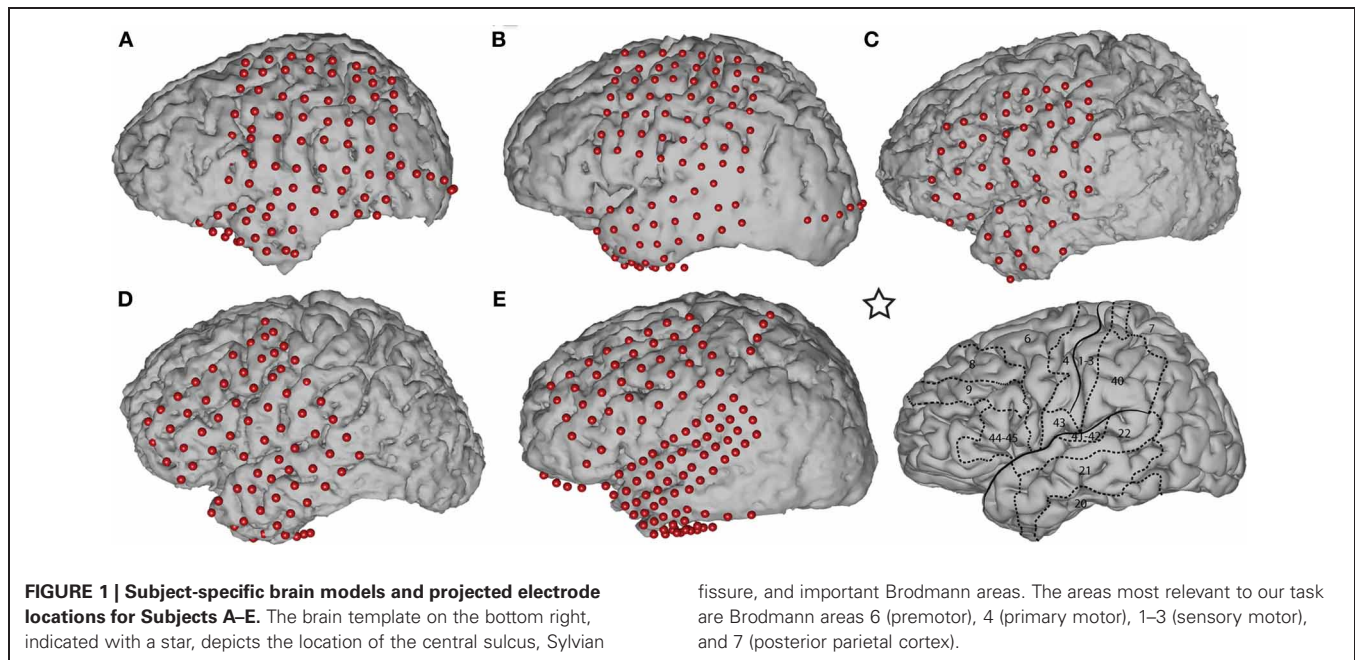 A
B
C
D
E
6
7
8
4
1-3
9
40
43
44-45
41-42
22
21
20
FIGURE 1 | Subject-specific brain models and projected electrode
locations for Subjects A–E. The brain template on the bottom right,
indicated with a star, depicts the location of the central sulcus, Sylvian
fissure, and important Brodmann areas. The areas most relevant to our task
are Brodmann areas 6 (premotor), 4 (primary motor), 1–3 (sensory motor),
and 7 (posterior parietal cortex).